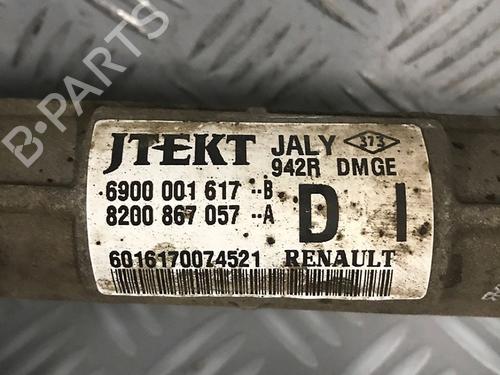 B-PARTS
JTEKT JALY 373
942R DMGE
6900 001 617 --B
8200 867 057 --A
D I
6016170074521 RENAULT